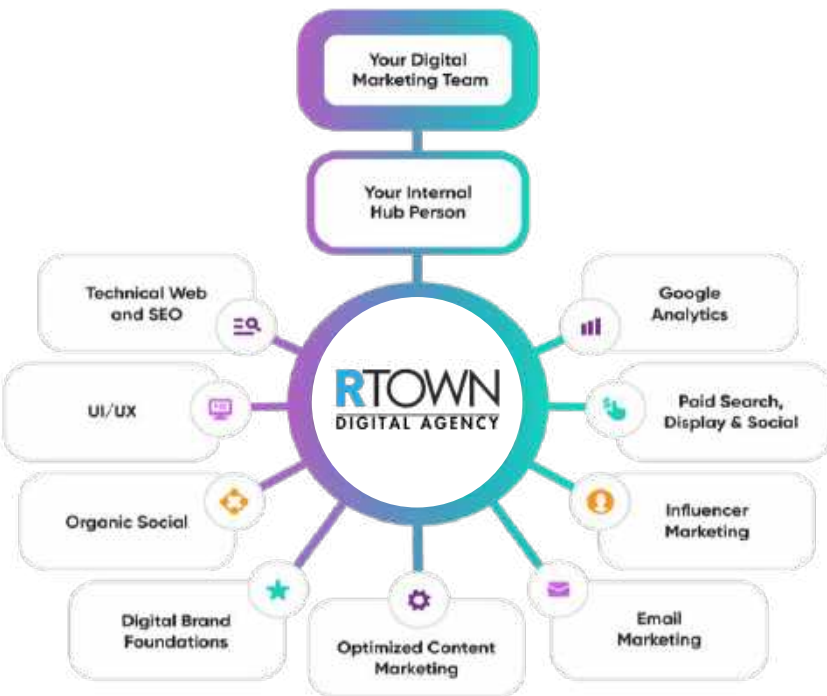 Your Digital
Marketing Team
Your Internal
Hub Person
Technical Web
and SEO
Google
Analytics
UI/UX
RTOWN
DIGITAL AGENCY
Paid Search,
Display & Social
Organic Social
Influencer
Marketing
Digital Brand
Foundations
Optimized Content
Marketing
Email
Marketing